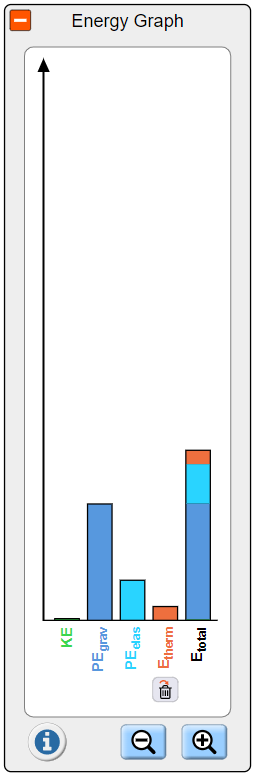 Energy Graph
KE
PEgrav
PEelas
Etherm
Etotal